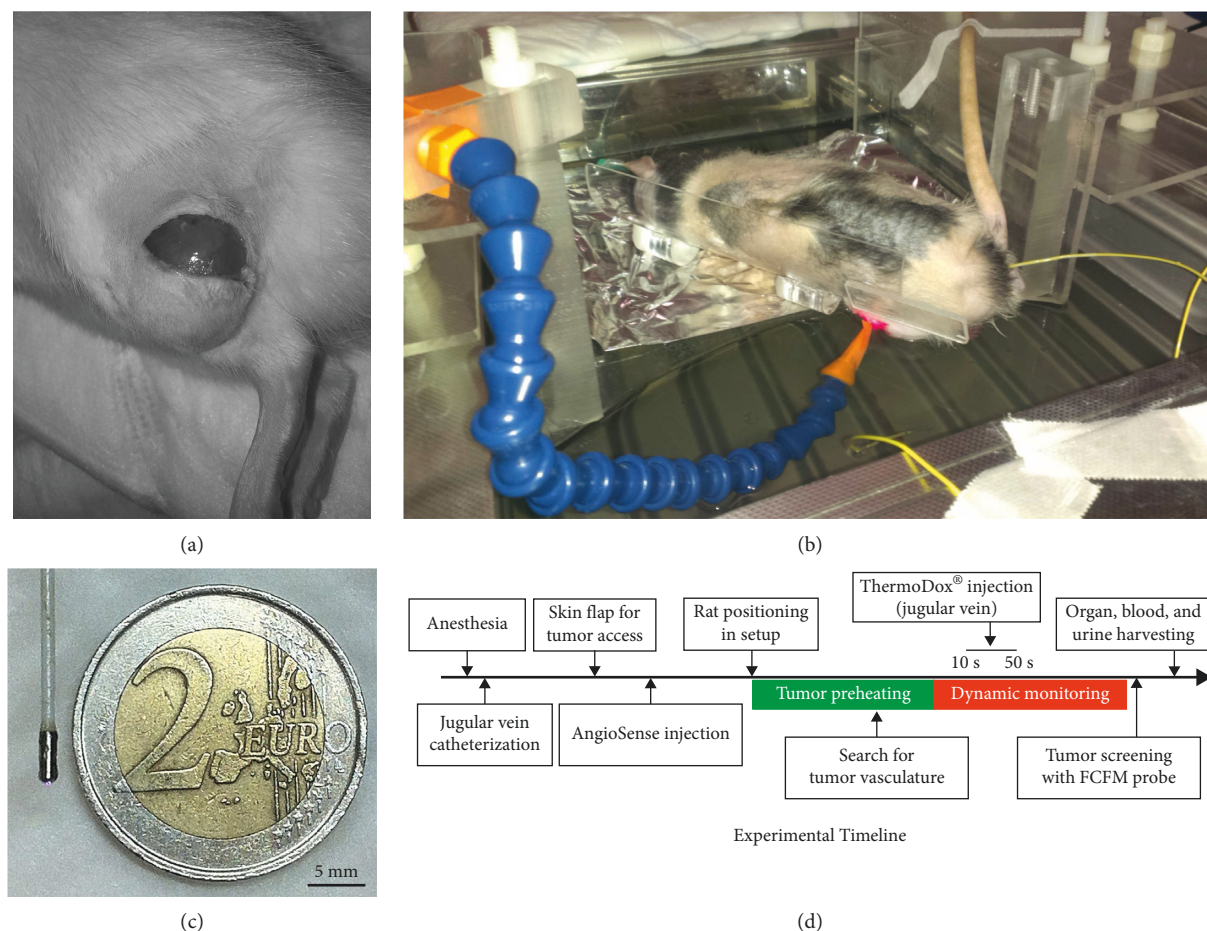 (a)
(b)
2 EURO
5 mm
(c)
Anesthesia
Skin flap for
tumor access
Rat positioning
in setup
ThermoDox® injection
(jugular vein)
Organ, blood, and
urine harvesting
10 s 50 s
Tumor preheating
Dynamic monitoring
Jugular vein
catheterization
AngioSense injection
Search for
tumor vasculature
Tumor screening
with FCFM probe
Experimental Timeline
(d)